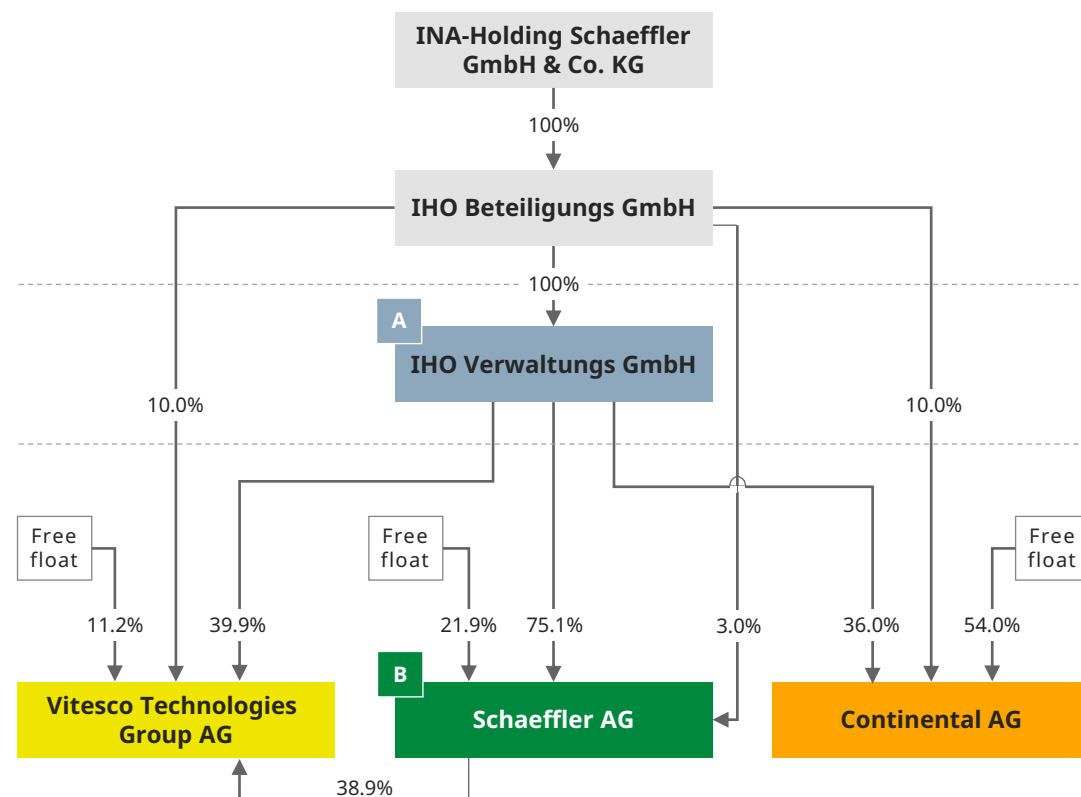 INA-Holding Schaeffler
GmbH & Co. KG
100%
IHO Beteiligungs GmbH
100%
A
IHO Verwaltungs GmbH
10.0%
10.0%
Free
float
Free
float
Free
float
11.2%
39.9%
21.9%
75.1%
3.0%
36.0%
54.0%
B
Vitesco Technologies
Group AG
Schaeffler AG
Continental AG
38.9%